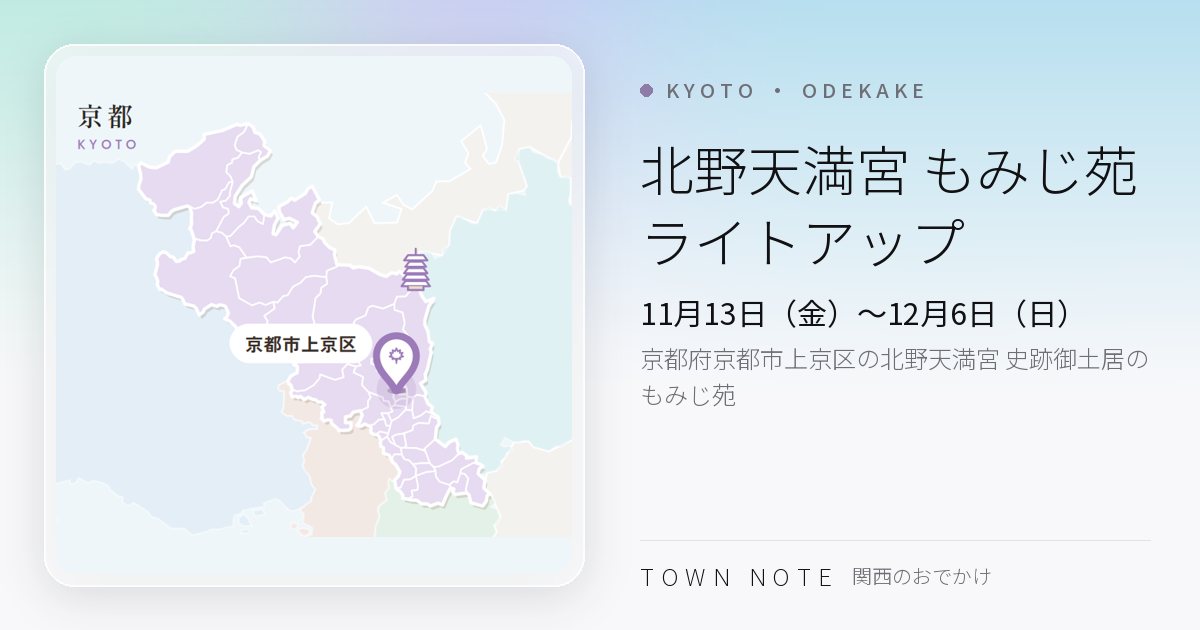 京都
KYOTO
京都市上京区
KYOTO • ODEKAKE
北野天満宮 もみじ苑
ライトアップ
11月13日（金）〜12月6日（日）
京都府京都市上京区の北野天満宮 史跡御土居の
もみじ苑
TOWN NOTE 関西のおでかけ